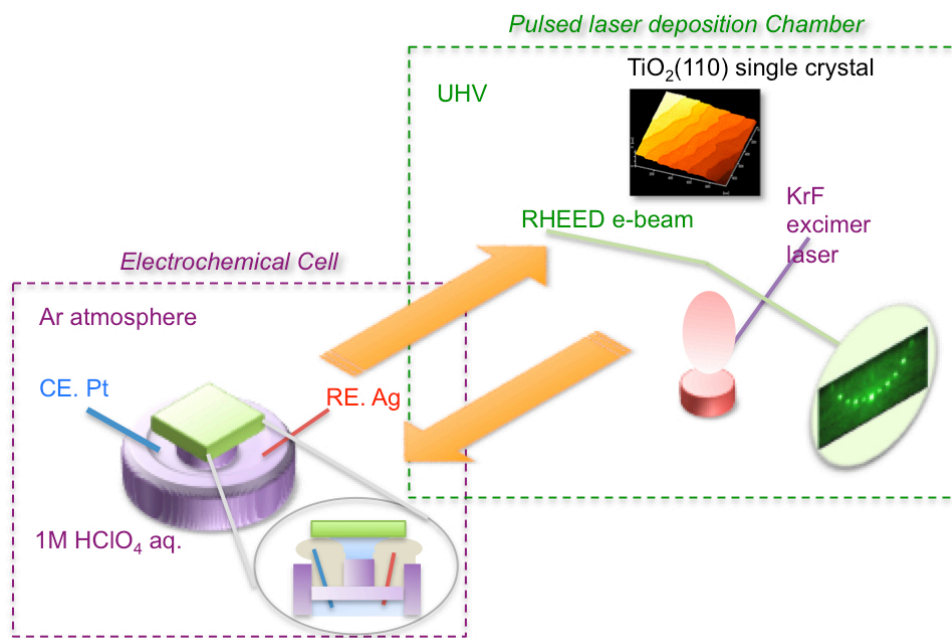 Pulsed laser deposition Chamber
TiO₂(110) single crystal
UHV
KrF
excimer
laser
RHEED e-beam
Electrochemical Cell
Ar atmosphere
CE. Pt
RE. Ag
1M HClO₄ aq.